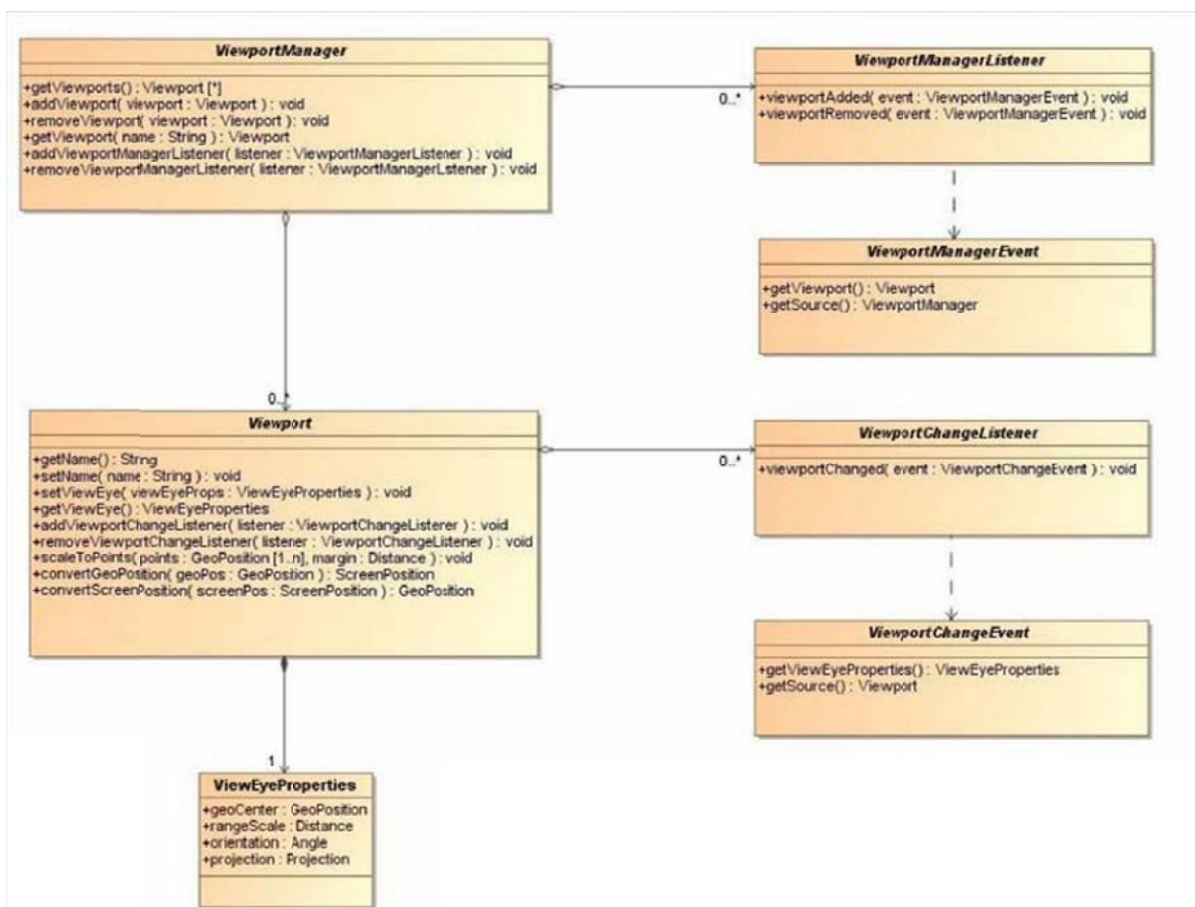 ViewportManager
+getViewports() : Viewport [*]
+addViewport( viewport : Viewport ) : void
+removeViewport( viewport : Viewport ) : void
+getViewport( name : String ) : Viewport
+addViewportManagerListener( listener : ViewportManagerListener ) : void
+removeViewportManagerListener( listener : ViewportManagerLstener ) : void
0..*
ViewportManagerListener
+viewportAdded( event : ViewportManagerEvent ) : void
+viewportRemoved( event : ViewportManagerEvent ) : void
ViewportManagerEvent
+getViewport() : Viewport
+getSource() : ViewportManager
0..*
Viewport
+getName() : String
+setName( name : String ) : void
+setViewEye( viewEyeProps : ViewEyeProperties ) : void
+getViewEye() : ViewEyeProperties
+addViewportChangeListener( listener : ViewportChangeListener ) : void
+removeViewportChangeListener( listener : ViewportChangeListener ) : void
+scaleToPoints( points : GeoPosition [1..n], margin : Distance ) : void
+convertGeoPosition( geoPos : GeoPosition ) : ScreenPosition
+convertScreenPosition( screenPos : ScreenPosition ) : GeoPosition
0..*
ViewportChangeListener
+viewportChanged( event : ViewportChangeEvent ) : void
ViewportChangeEvent
+getViewEyeProperties() : ViewEyeProperties
+getSource() : Viewport
1
ViewEyeProperties
+geoCenter : GeoPosition
+rangeScale : Distance
+orientation : Angle
+projection : Projection